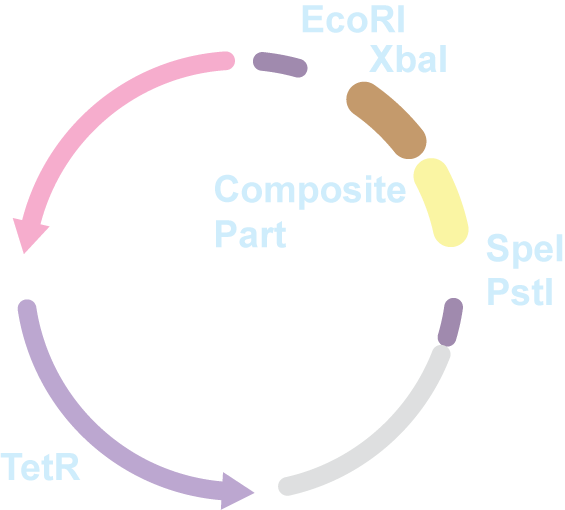 EcoRI
XbaI
Composite
Part
SpeI
PstI
TetR